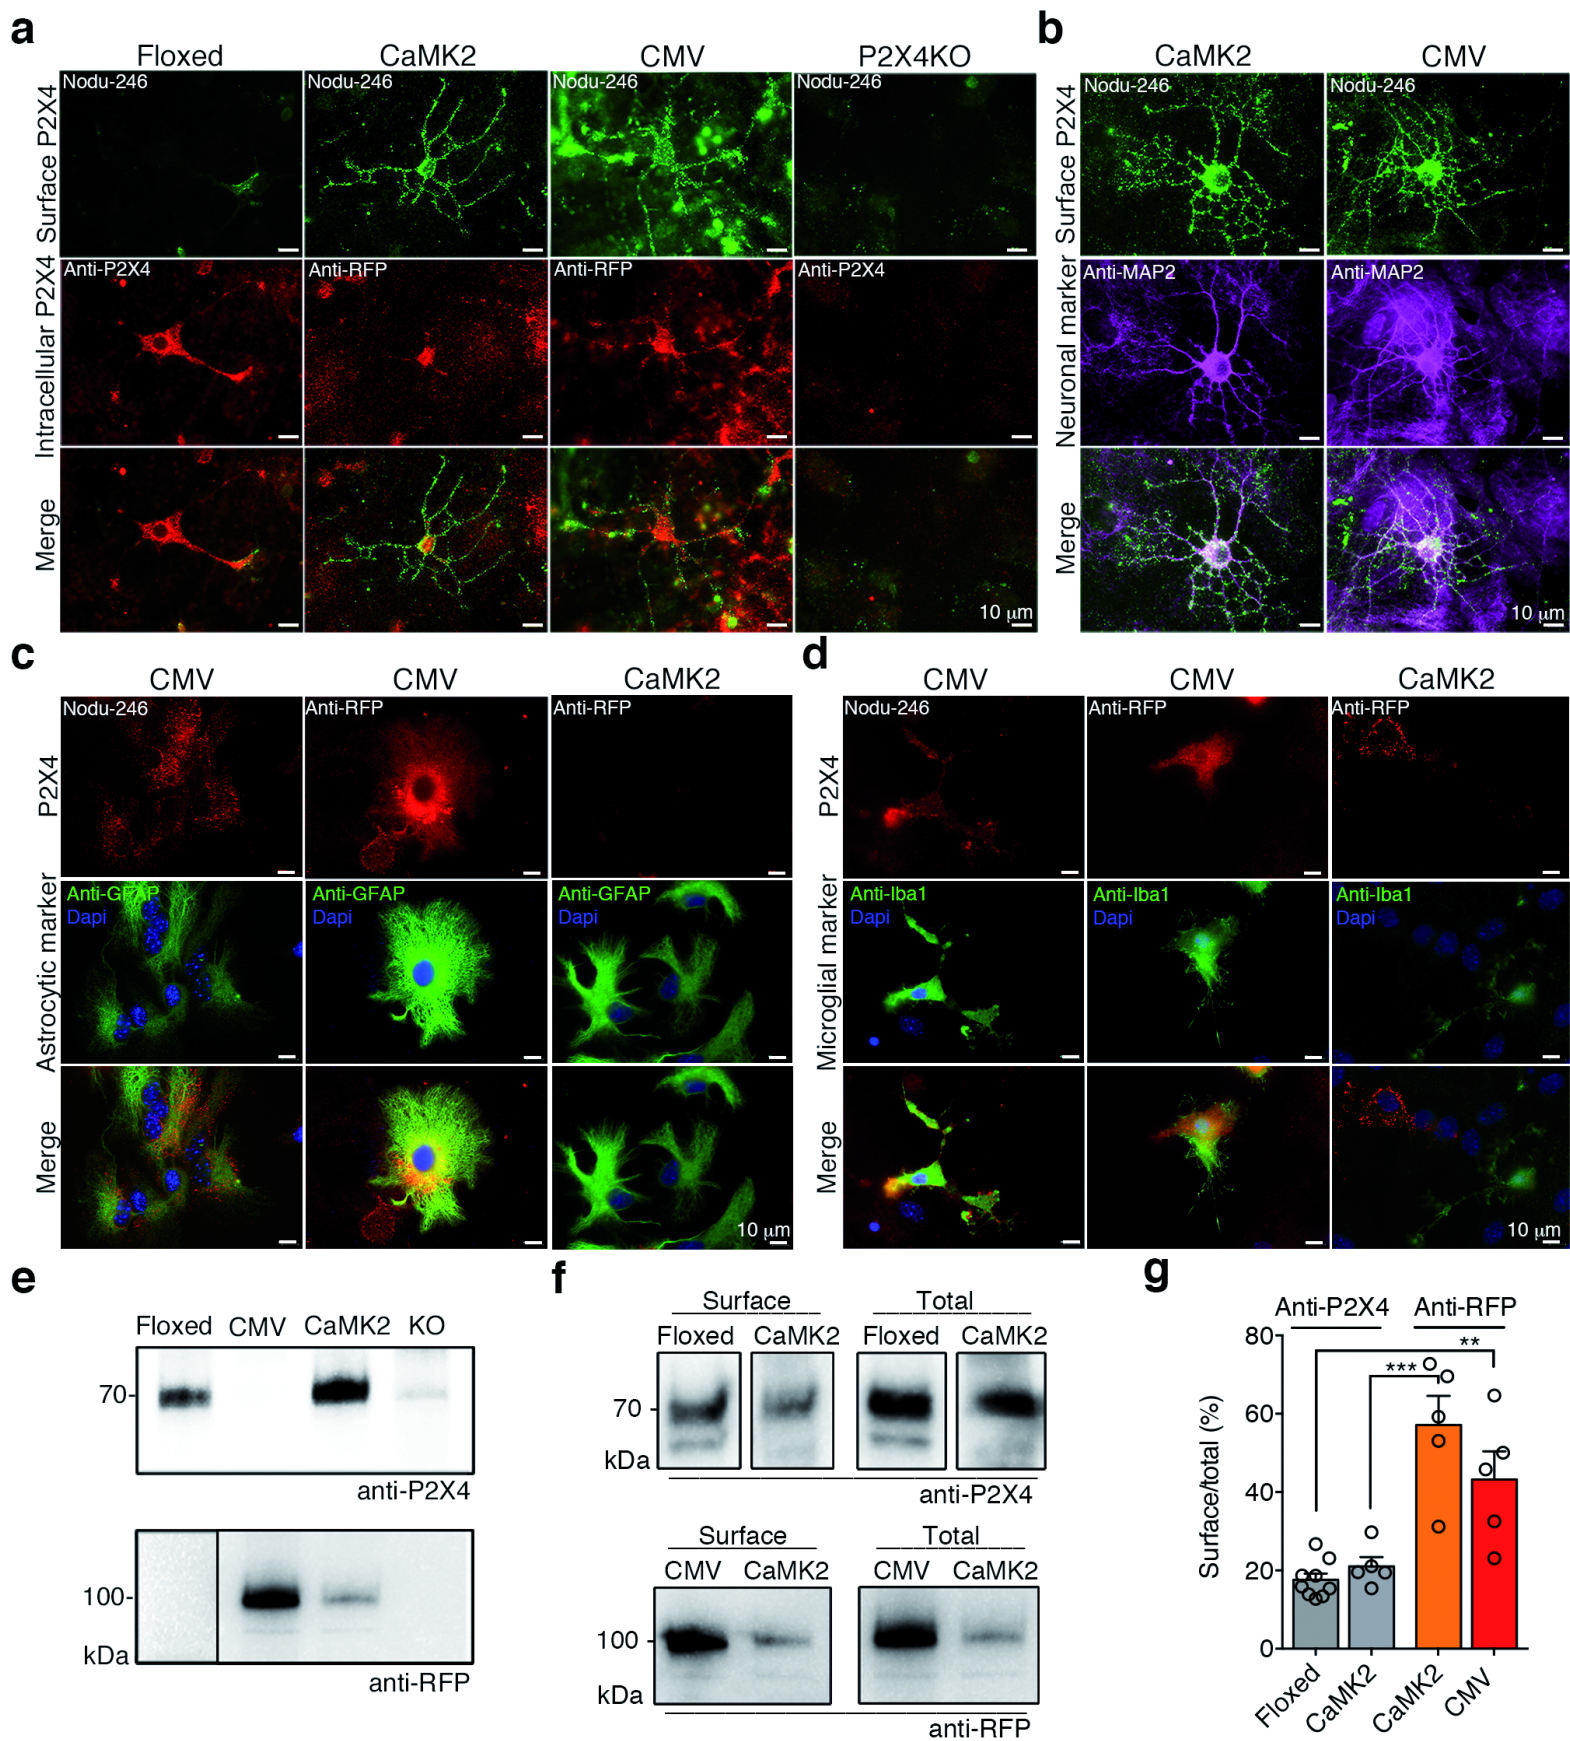 a
Floxed CaMK2 CMV P2X4KO
Surface P2X4
Nodu-246 Nodu-246 Nodu-246 Nodu-246
Intracellular P2X4
Anti-P2X4 Anti-RFP Anti-RFP Anti-P2X4
Merge
10 μm
b
CaMK2 CMV
Surface P2X4
Nodu-246 Nodu-246
Neuronal marker
Anti-MAP2 Anti-MAP2
Merge
10 μm
c
CMV CMV CaMK2
P2X4
Nodu-246 Anti-RFP Anti-RFP
Astrocytic marker
Anti-GFAP Anti-GFAP Anti-GFAP
Dapi Dapi Dapi
Merge
10 μm
d
CMV CMV CaMK2
P2X4
Nodu-246 Anti-RFP Anti-RFP
Microglial marker
Anti-Iba1 Anti-Iba1 Anti-Iba1
Dapi Dapi Dapi
Merge
10 μm
e
Floxed CMV CaMK2 KO
70-
anti-P2X4
100-
kDa
anti-RFP
f
Surface Total
Floxed CaMK2 Floxed CaMK2
70 -
kDa
anti-P2X4
Surface Total
CMV CaMK2 CMV CaMK2
100 -
kDa
anti-RFP
g
Anti-P2X4 Anti-RFP
Surface/total (%)
80
60
40
20
0
**
***
Floxed
CaMK2
CaMK2
CMV